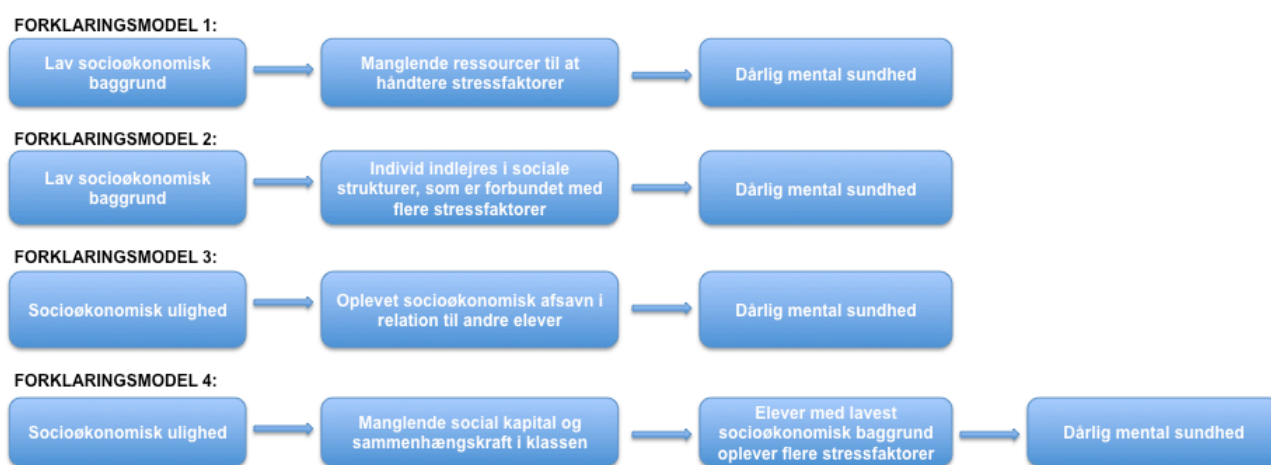 FORKLARINGSMODEL 1:
Lav socioøkonomisk
baggrund
Manglende ressourcer til at
håndtere stressfaktorer
Dårlig mental sundhed
FORKLARINGSMODEL 2:
Lav socioøkonomisk
baggrund
Individ indlejres i sociale
strukturer, som er forbundet med
flere stressfaktorer
Dårlig mental sundhed
FORKLARINGSMODEL 3:
Socioøkonomisk ulighed
Oplevet socioøkonomisk afsavn i
relation til andre elever
Dårlig mental sundhed
FORKLARINGSMODEL 4:
Socioøkonomisk ulighed
Manglende social kapital og
sammenhængskraft i klassen
Elever med lavest
socioøkonomisk baggrund
oplever flere stressfaktorer
Dårlig mental sundhed